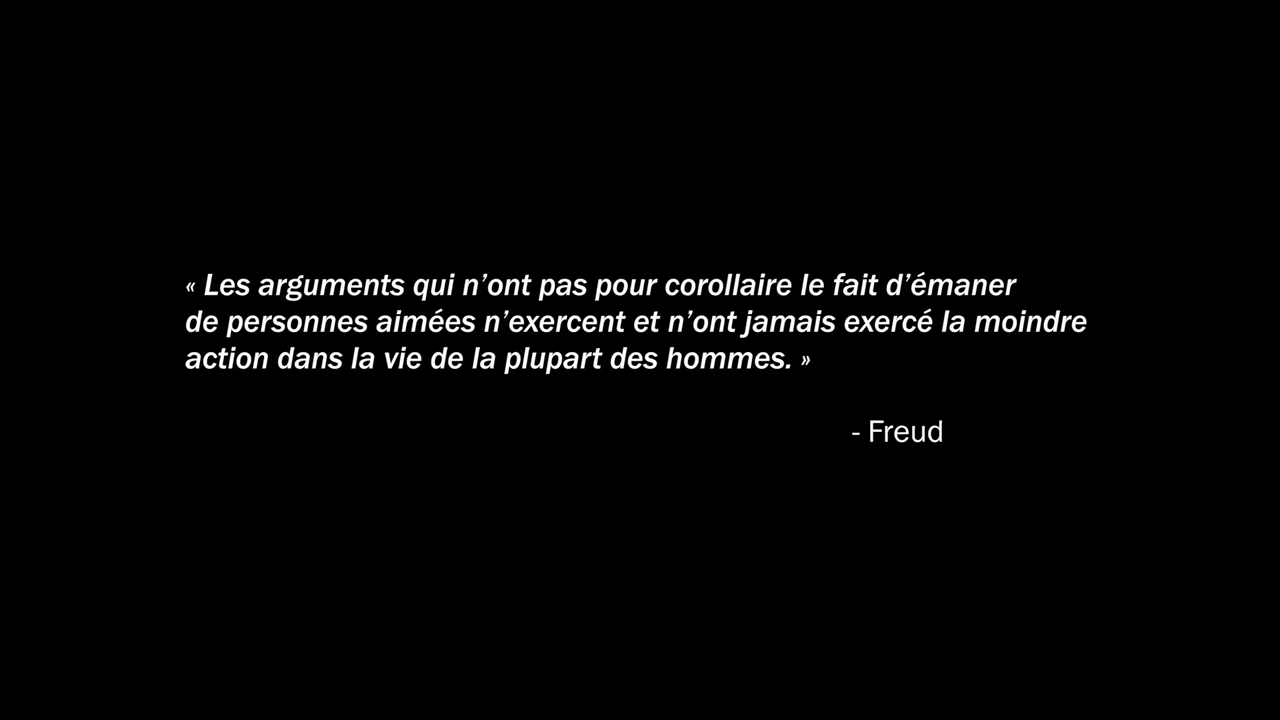 « Les arguments qui n’ont pas pour corollaire le fait d’émaner
de personnes aimées n’exercent et n’ont jamais exercé la moindre
action dans la vie de la plupart des hommes. »
- Freud